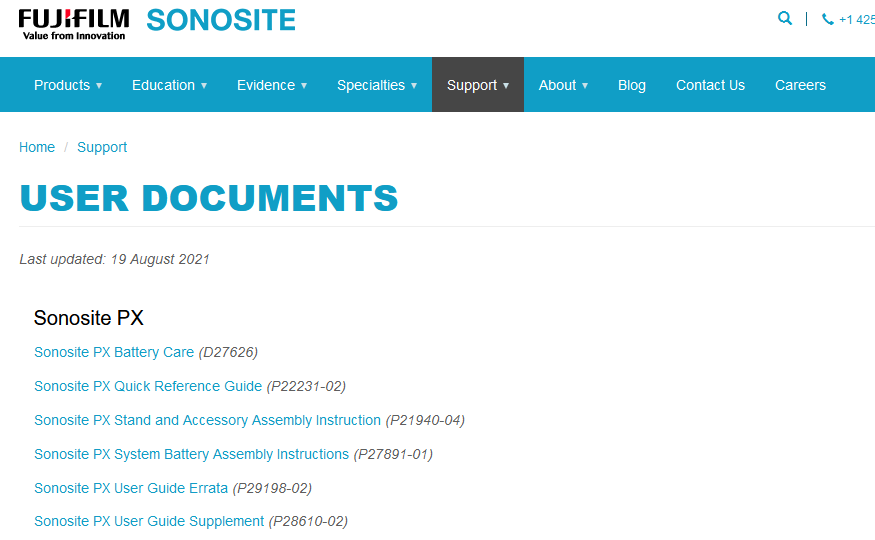 FUJIFILM SONOSITE
Value from Innovation
+1 425
Products ▾ Education ▾ Evidence ▾ Specialties ▾ Support ▾ About ▾ Blog Contact Us Careers
Home / Support
USER DOCUMENTS
Last updated: 19 August 2021
Sonosite PX
Sonosite PX Battery Care (D27626)
Sonosite PX Quick Reference Guide (P22231-02)
Sonosite PX Stand and Accessory Assembly Instruction (P21940-04)
Sonosite PX System Battery Assembly Instructions (P27891-01)
Sonosite PX User Guide Errata (P29198-02)
Sonosite PX User Guide Supplement (P28610-02)